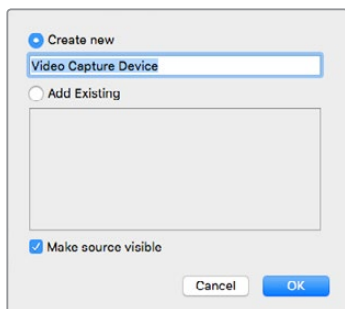 Create new
Video Capture Device
Add Existing
Make source visible
Cancel OK